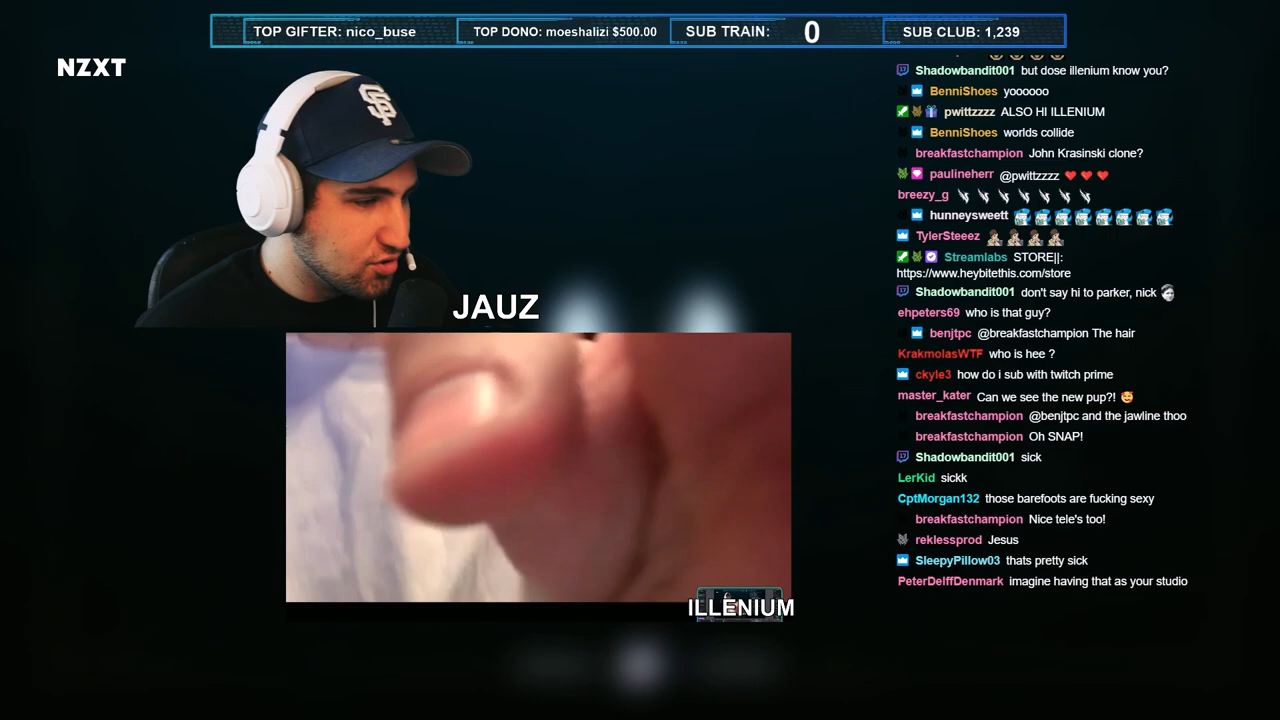 TOP GIFTER: nico_buse
TOP DONO: moeshalizi $500.00
SUB TRAIN: 0
SUB CLUB: 1,239
NZXT
SF
JAUZ
ILLENIUM
Shadowbandit001 but dose illenium know you?
BenniShoes yoooooo
pwittzzzz ALSO HI ILLENIUM
BenniShoes worlds collide
breakfastchampion John Krasinski clone?
paulineherr @pwittzzzz
breezy_g
hunneysweett
TylerSteeez
Streamlabs STORE||:
https://www.heybitethis.com/store
Shadowbandit001 don't say hi to parker, nick
ehpeters69 who is that guy?
benjtpc @breakfastchampion The hair
KrakmolasWTF who is hee ?
ckyle3 how do i sub with twitch prime
master_kater Can we see the new pup?!
breakfastchampion @benjtpc and the jawline thoo
breakfastchampion Oh SNAP!
Shadowbandit001 sick
LerKid sickk
CptMorgan132 those barefoots are fucking sexy
breakfastchampion Nice tele's too!
reklessprod Jesus
SleepyPillow03 thats pretty sick
PeterDelffDenmark imagine having that as your studio